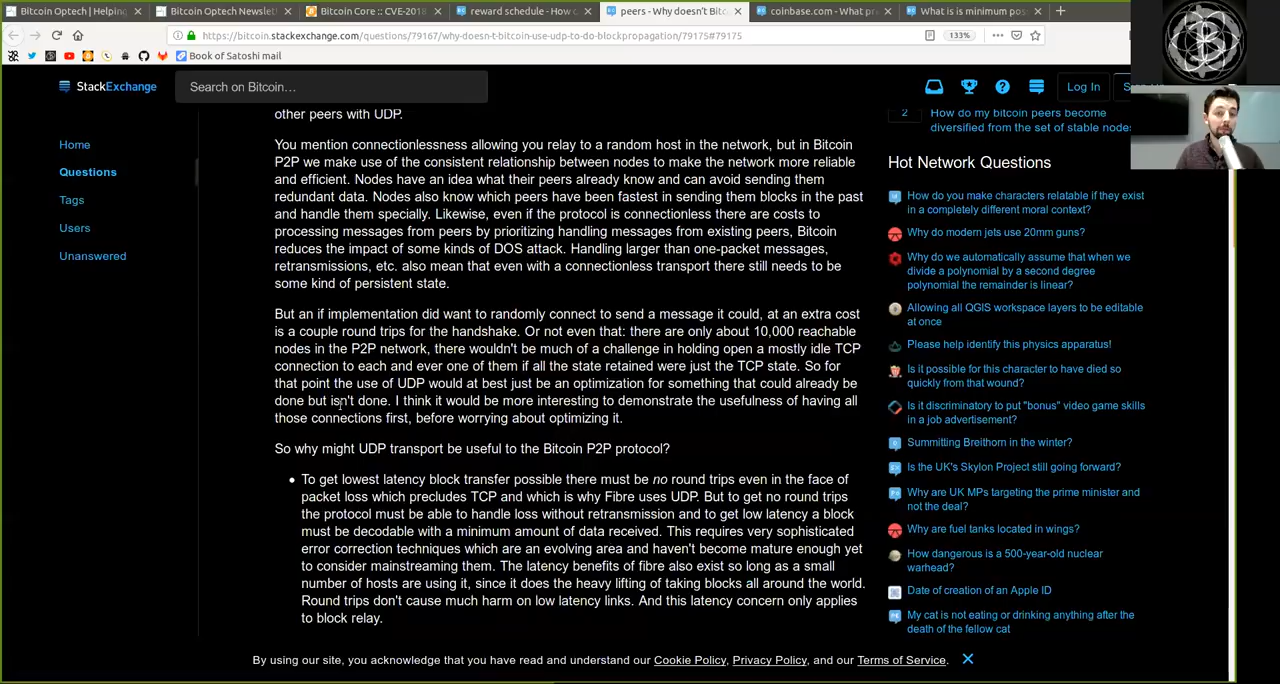 Bitcoin Optech | Helping
Bitcoin Optech Newslet
Bitcoin Core :: CVE-2018
reward schedule - How c
peers - Why doesn't Bitc
coinbase.com - What pre
What is is minimum pos
https://bitcoin.stackexchange.com/questions/79167/why-doesn-t-bitcoin-use-udp-to-do-blockpropagation/79175#79175
133%
Book of Satoshi mail
StackExchange
Search on Bitcoin…
Log In
Sign Up
Home
Questions
Tags
Users
Unanswered
other peers with UDP.
You mention connectionlessness allowing you relay to a random host in the network, but in Bitcoin
P2P we make use of the consistent relationship between nodes to make the network more reliable
and efficient. Nodes have an idea what their peers already know and can avoid sending them
redundant data. Nodes also know which peers have been fastest in sending them blocks in the past
and handle them specially. Likewise, even if the protocol is connectionless there are costs to
processing messages from peers by prioritizing handling messages from existing peers, Bitcoin
reduces the impact of some kinds of DOS attack. Handling larger than one-packet messages,
retransmissions, etc. also mean that even with a connectionless transport there still needs to be
some kind of persistent state.
But an if implementation did want to randomly connect to send a message it could, at an extra cost
is a couple round trips for the handshake. Or not even that: there are only about 10,000 reachable
nodes in the P2P network, there wouldn't be much of a challenge in holding open a mostly idle TCP
connection to each and ever one of them if all the state retained were just the TCP state. So for
that point the use of UDP would at best just be an optimization for something that could already be
done but isn't done. I think it would be more interesting to demonstrate the usefulness of having all
those connections first, before worrying about optimizing it.
So why might UDP transport be useful to the Bitcoin P2P protocol?
To get lowest latency block transfer possible there must be no round trips even in the face of
packet loss which precludes TCP and which is why Fibre uses UDP. But to get no round trips
the protocol must be able to handle loss without retransmission and to get low latency a block
must be decodable with a minimum amount of data received. This requires very sophisticated
error correction techniques which are an evolving area and haven't become mature enough yet
to consider mainstreaming them. The latency benefits of fibre also exist so long as a small
number of hosts are using it, since it does the heavy lifting of taking blocks all around the world.
Round trips don't cause much harm on low latency links. And this latency concern only applies
to block relay.
2
How do my bitcoin peers become
diversified from the set of stable nodes
Hot Network Questions
How do you make characters relatable if they exist
in a completely different moral context?
Why do modern jets use 20mm guns?
Why do we automatically assume that when we
divide a polynomial by a second degree
polynomial the remainder is linear?
Allowing all QGIS workspace layers to be editable
at once
Please help identify this physics apparatus!
Is it possible for this character to have died so
quickly from that wound?
Is it discriminatory to put "bonus" video game skills
in a job advertisement?
Summitting Breithorn in the winter?
Is the UK's Skylon Project still going forward?
Why are UK MPs targeting the prime minister and
not the deal?
Why are fuel tanks located in wings?
How dangerous is a 500-year-old nuclear
warhead?
Date of creation of an Apple ID
My cat is not eating or drinking anything after the
death of the fellow cat
By using our site, you acknowledge that you have read and understand our Cookie Policy, Privacy Policy, and our Terms of Service.